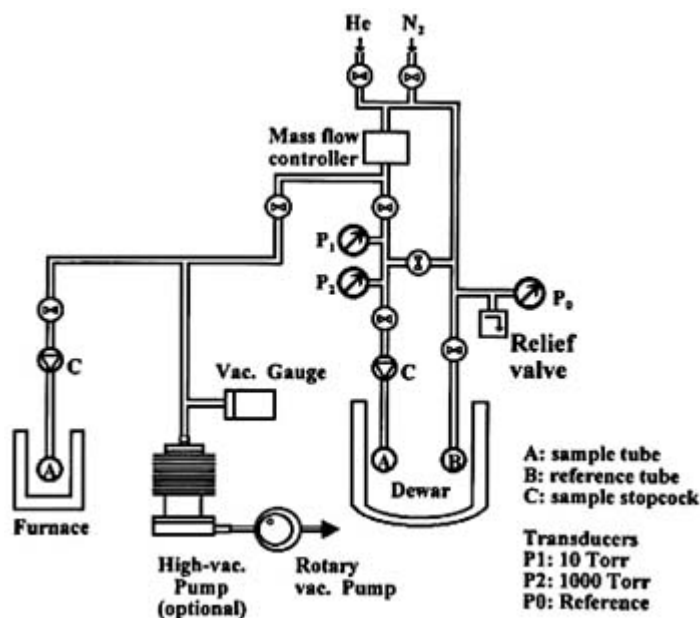 He N₂
Mass flow
controller
P₁
P₂
P₀
Relief
valve
C
C
Vac. Gauge
A
A
B
Dewar
Furnace
High-vac.
Pump
(optional)
Rotary
vac. Pump
A: sample tube
B: reference tube
C: sample stopcock
Transducers
P1: 10 Torr
P2: 1000 Torr
P0: Reference